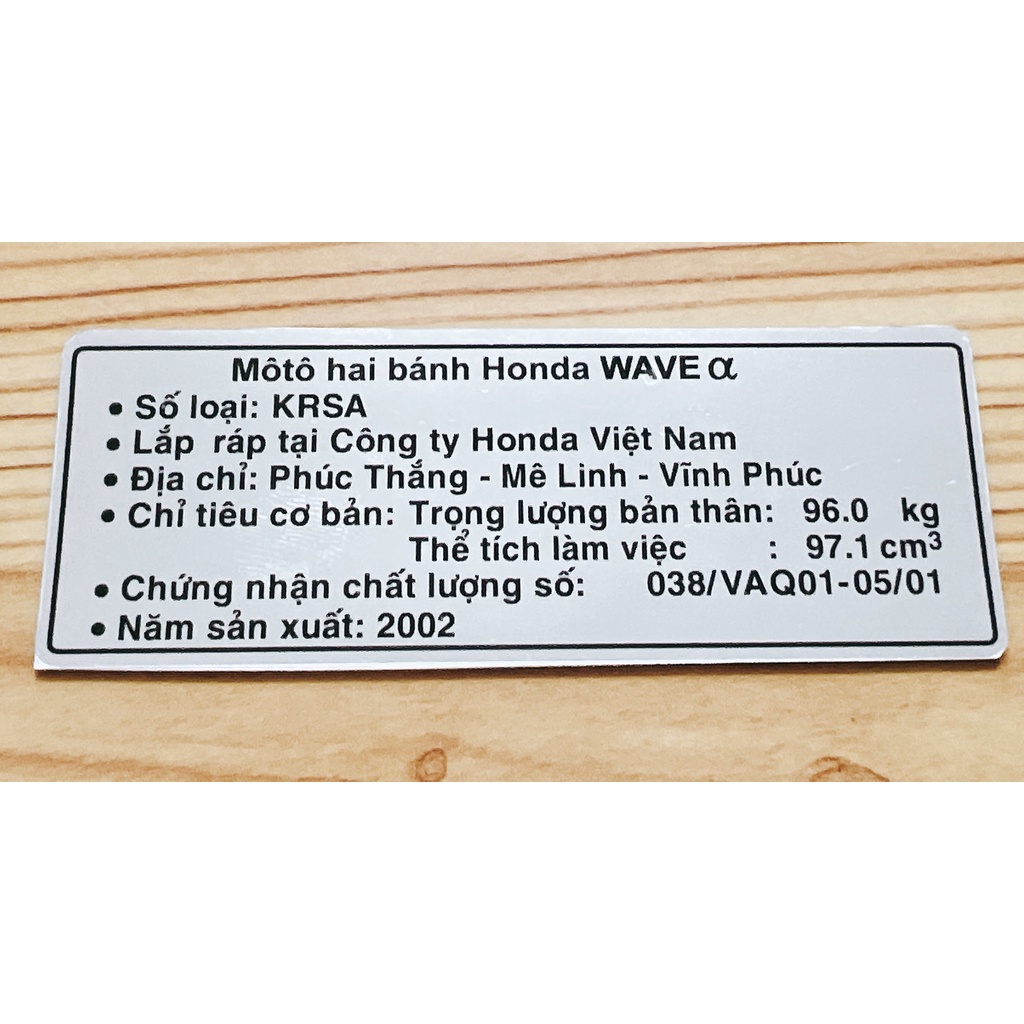 Môtô hai bánh Honda WAVE α
• Số loại: KRSA
• Lắp ráp tại Công ty Honda Việt Nam
• Địa chỉ: Phúc Thắng - Mê Linh - Vĩnh Phúc
• Chỉ tiêu cơ bản: Trọng lượng bản thân: 96.0 kg
Thể tích làm việc : 97.1 cm³
• Chứng nhận chất lượng số: 038/VAQ01-05/01
• Năm sản xuất: 2002